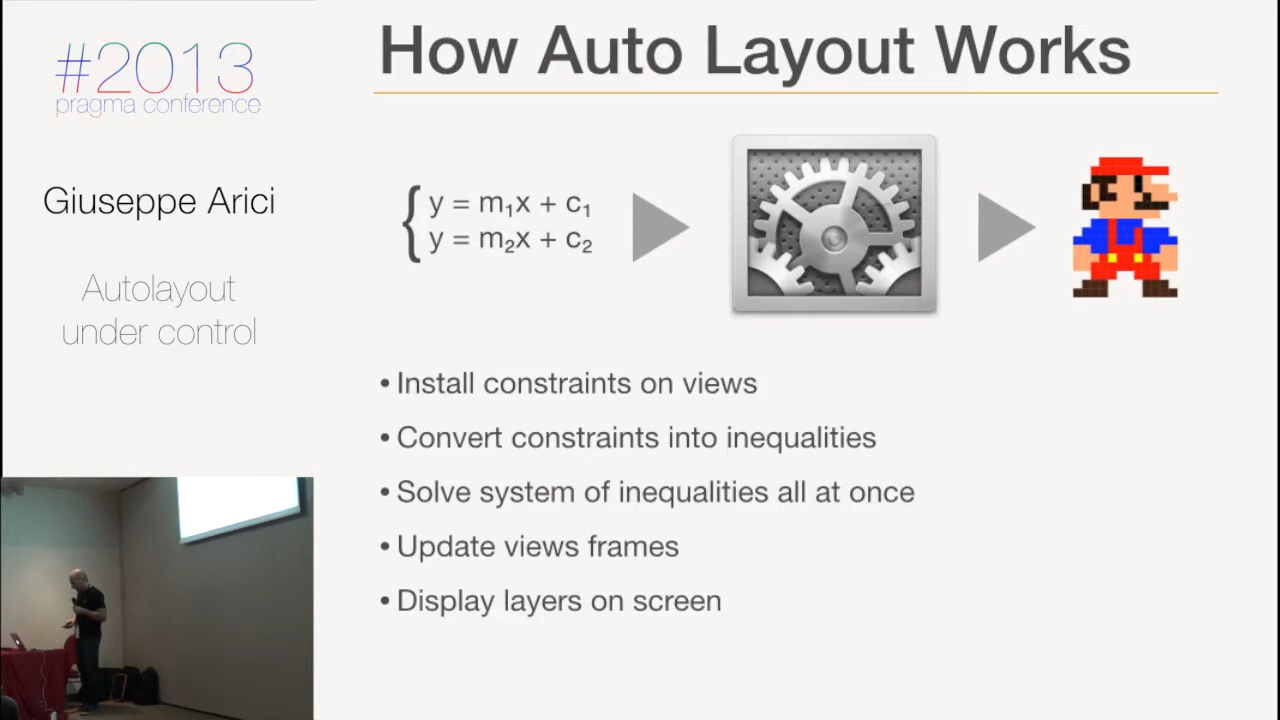 #2013
pragma conference
Giuseppe Arici
Autolayout
under control
How Auto Layout Works
y = m₁x + c₁
y = m₂x + c₂
• Install constraints on views
• Convert constraints into inequalities
• Solve system of inequalities all at once
• Update views frames
• Display layers on screen